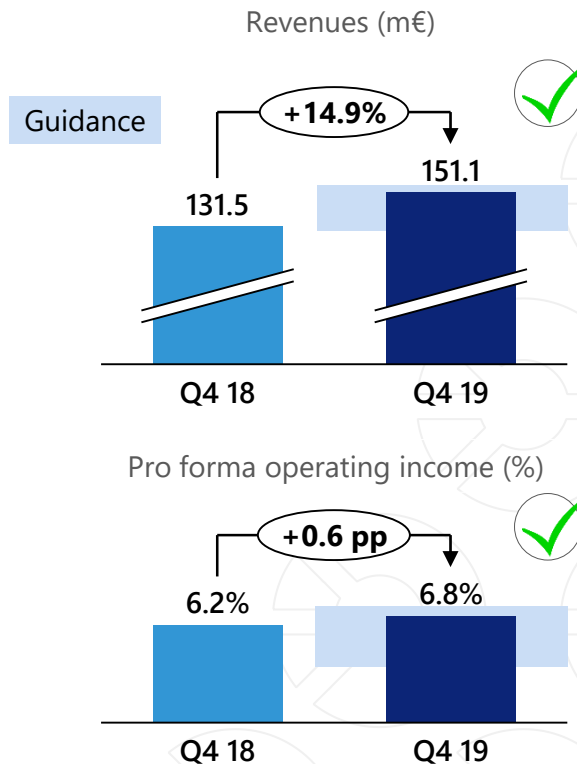 Revenues (m€)
Guidance
+14.9%
131.5
151.1
Q4 18
Q4 19
Pro forma operating income (%)
+0.6 pp
6.2%
6.8%
Q4 18
Q4 19